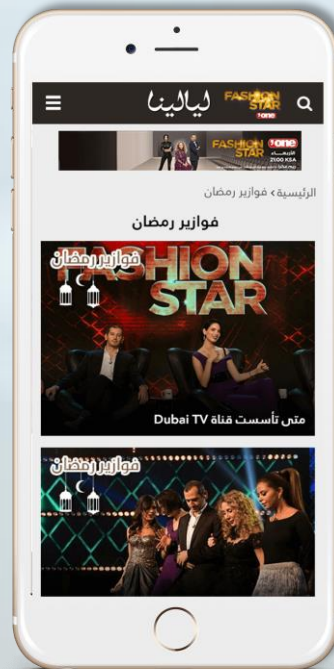 ليالينا
FASHION STAR
one
FASHION STAR
one
الأربعاء
21:00 KSA
الرئيسية › فوازير رمضان
فوازير رمضان
فوازير رمضان
FASHION
STAR
متى تأسست قناة Dubai TV
فوازير رمضان